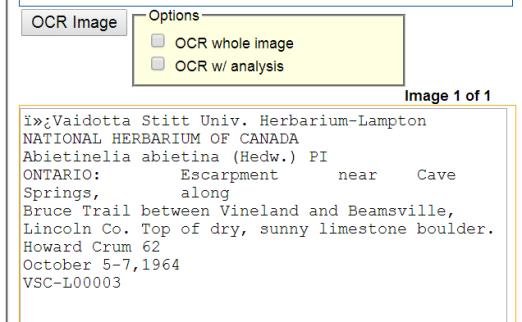 OCR Image
Options
OCR whole image
OCR w/ analysis
Image 1 of 1
ï»¿Vaidotta Stitt Univ. Herbarium-Lampton
NATIONAL HERBARIUM OF CANADA
Abietinelia abietina (Hedw.) PI
ONTARIO: Escarpment near Cave
Springs, along
Bruce Trail between Vineland and Beamsville,
Lincoln Co. Top of dry, sunny limestone boulder.
Howard Crum 62
October 5-7,1964
VSC-L00003